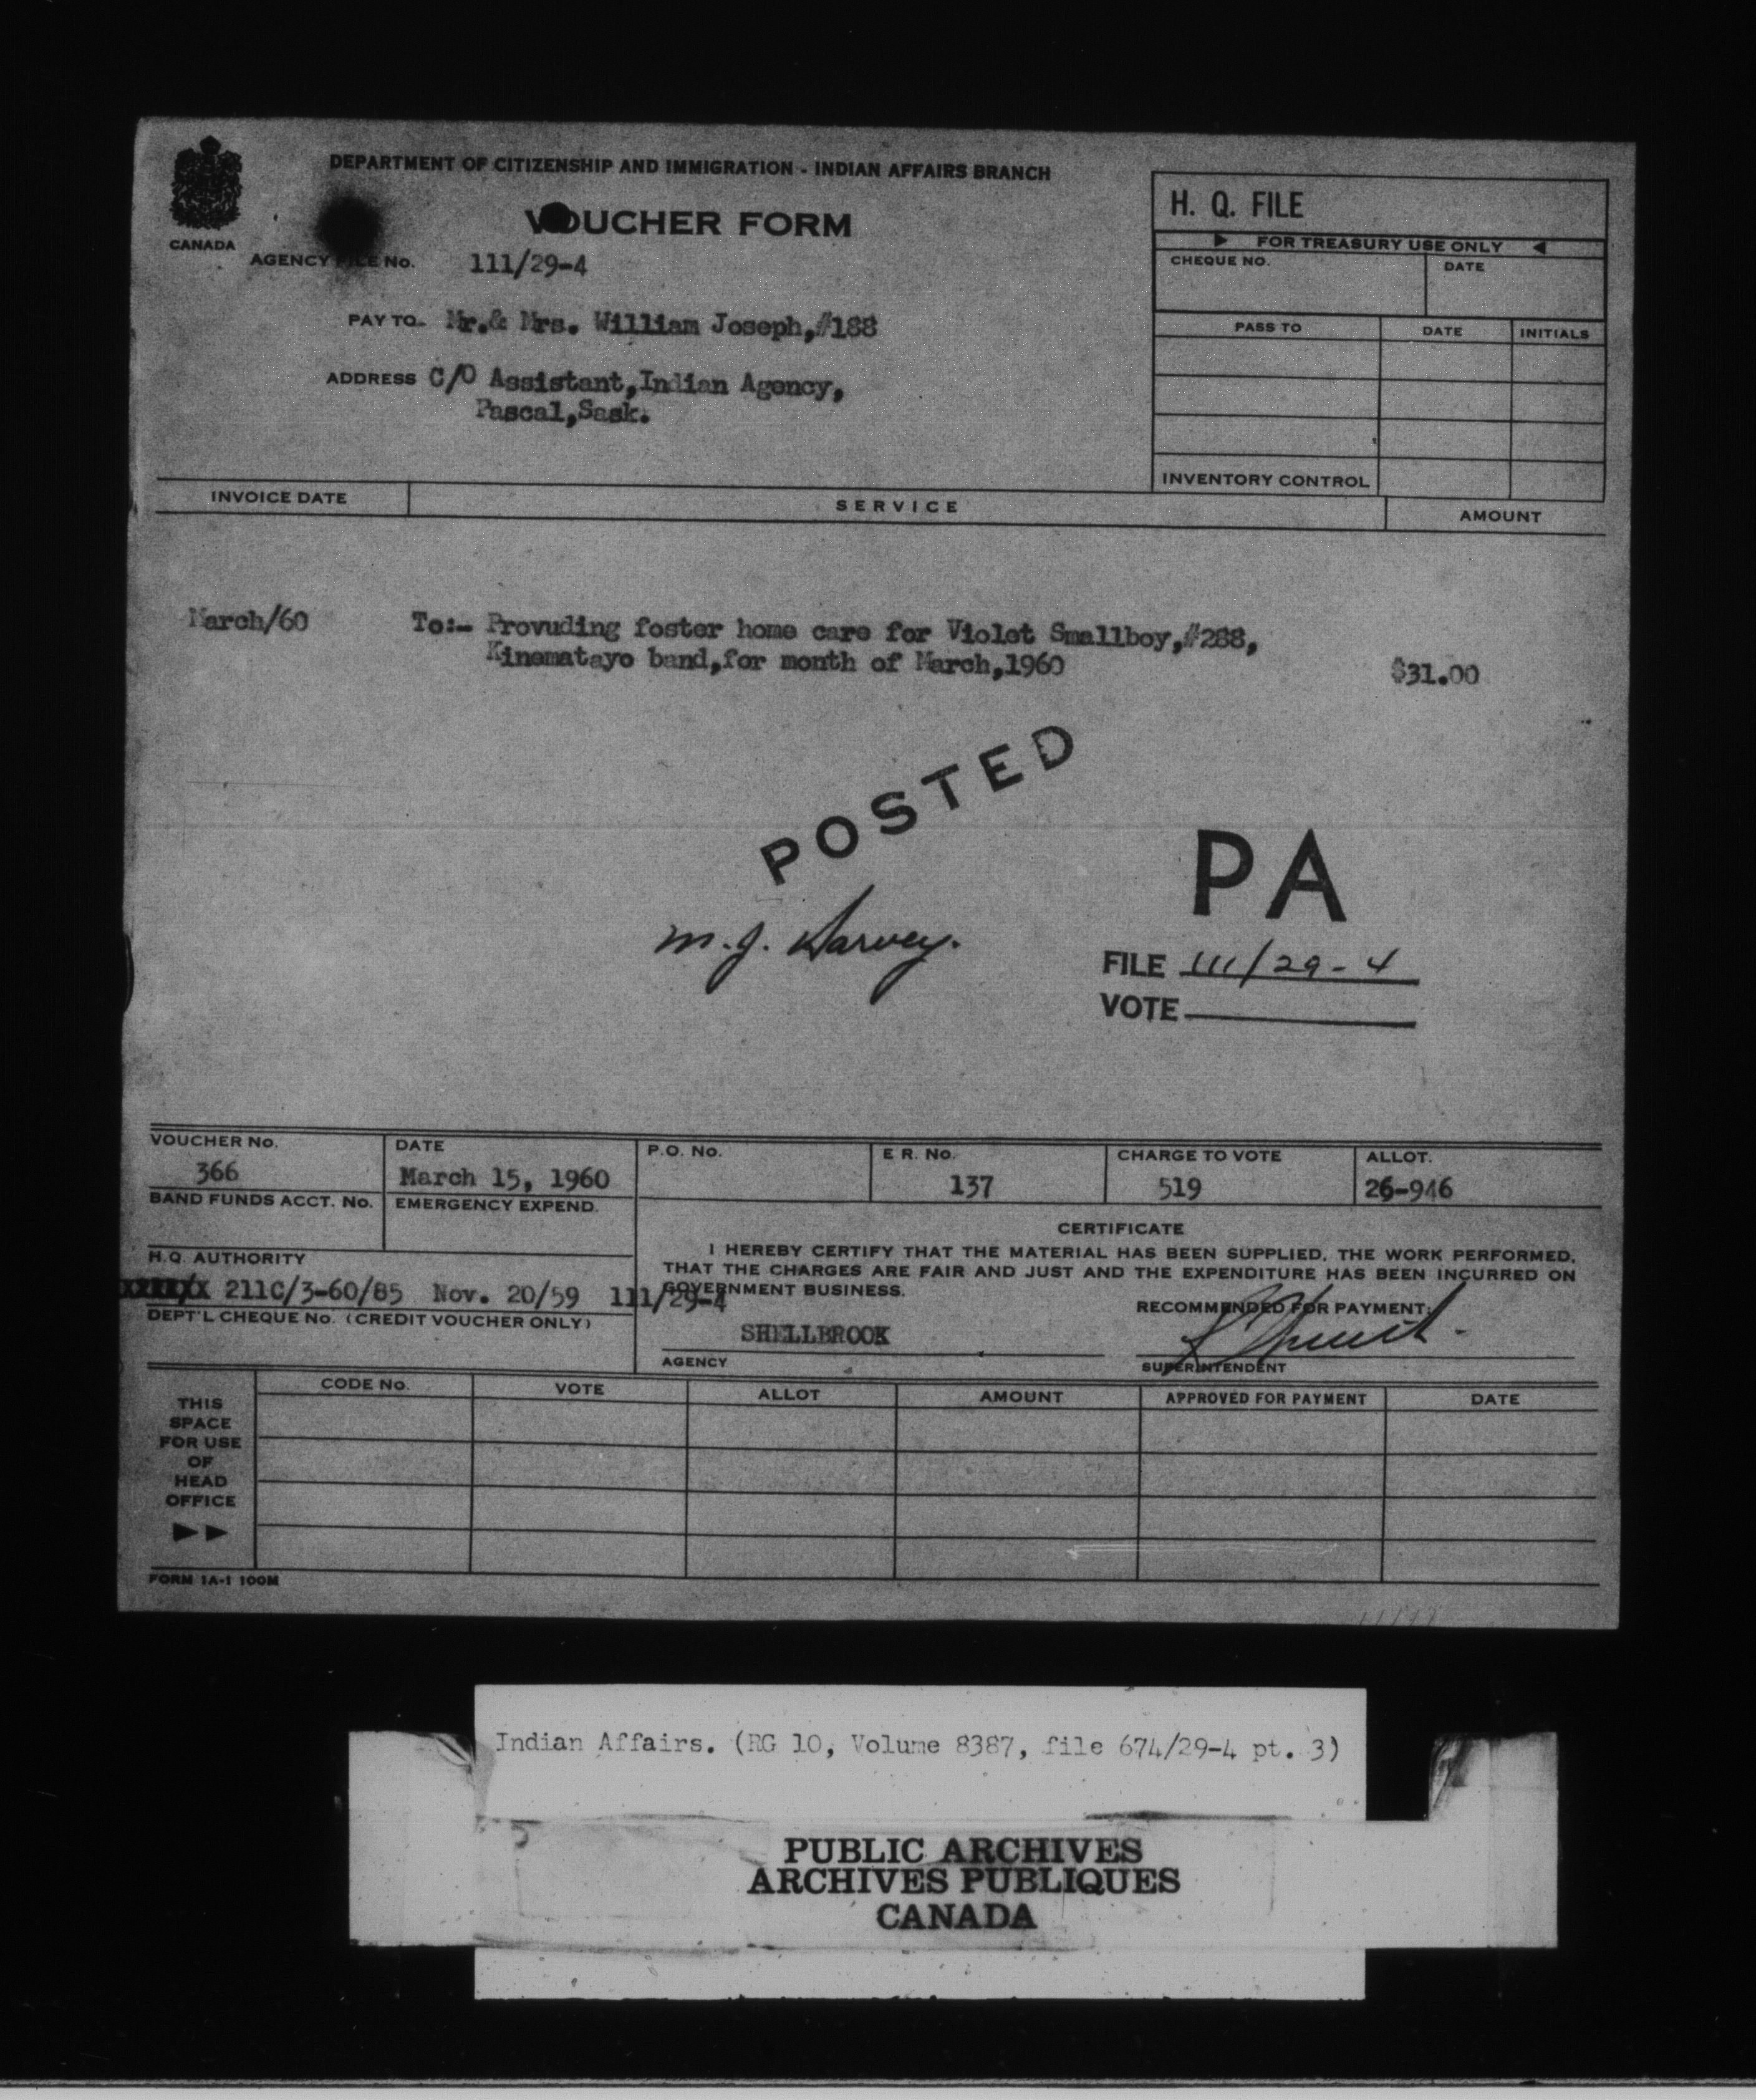 DEPARTMENT OF CITIZENSHIP AND IMMIGRATION - INDIAN AFFAIRS BRANCH
VOUCHER FORM
CANADA
AGENCY FILE No. 111/29-4
PAY TO- Mr.& Mrs. William Joseph,#188
ADDRESS C/O Assistant,Indian Agency,
Pascal,Sask.
H. Q. FILE
FOR TREASURY USE ONLY
CHEQUE NO. DATE
PASS TO DATE INITIALS
INVENTORY CONTROL
INVOICE DATE SERVICE AMOUNT
March/60 To:- Provuding foster home care for Violet Smallboy,#288,
Kinematayo band,for month of March,1960 $31.00
POSTED
M.J. Harvey.
PA
FILE 111/29-4
VOTE
VOUCHER No. DATE P.O. No. E R. No. CHARGE TO VOTE ALLOT.
366 March 15, 1960 137 519 26-946
BAND FUNDS ACCT. No. EMERGENCY EXPEND.
CERTIFICATE
I HEREBY CERTIFY THAT THE MATERIAL HAS BEEN SUPPLIED, THE WORK PERFORMED,
THAT THE CHARGES ARE FAIR AND JUST AND THE EXPENDITURE HAS BEEN INCURRED ON
GOVERNMENT BUSINESS.
H.Q. AUTHORITY
211C/3-60/85 Nov. 20/59 111/29-4
DEPT'L CHEQUE No. (CREDIT VOUCHER ONLY)
RECOMMENDED FOR PAYMENT:
SHELLBROOK
AGENCY
SUPERINTENDENT
THIS
SPACE
FOR USE
OF
HEAD
OFFICE
CODE No. VOTE ALLOT AMOUNT APPROVED FOR PAYMENT DATE
FORM 1A-1 100M
Indian Affairs. (RG 10, Volume 8387, file 674/29-4 pt. 3)
PUBLIC ARCHIVES
ARCHIVES PUBLIQUES
CANADA